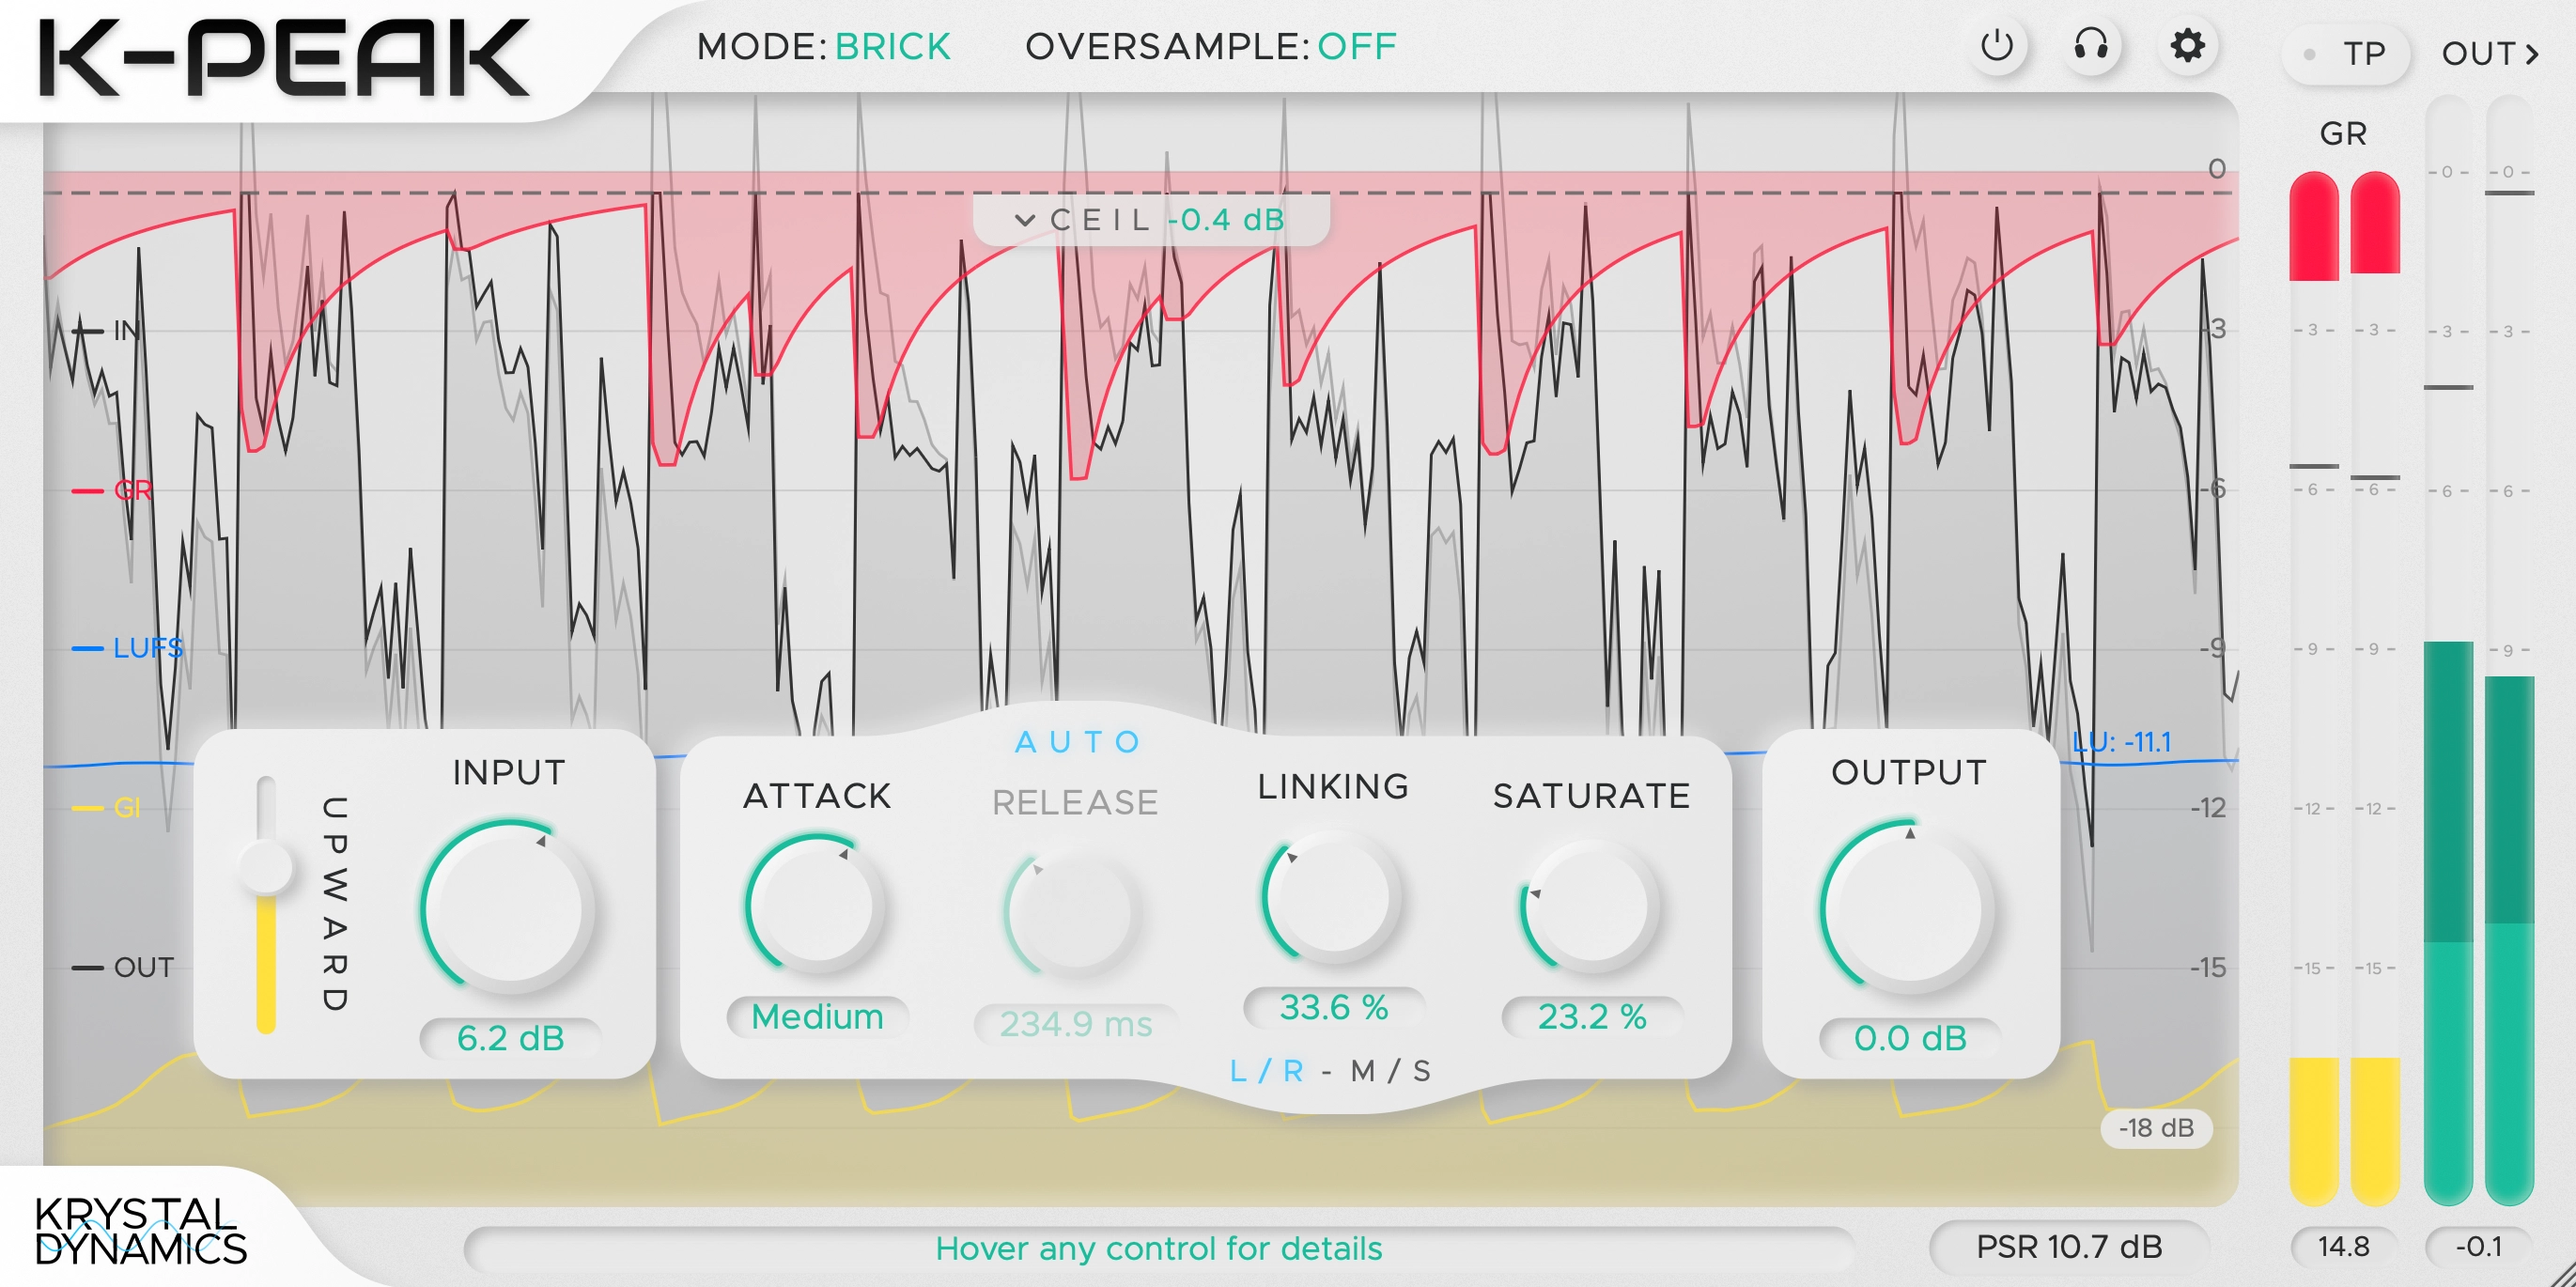 K-PEAK
MODE: BRICK OVERSAMPLE: OFF
TP OUT
GR
CEIL -0.4 dB
0
-3
-6
-9
-12
-15
-18 dB
IN
GR
LUFS
GI
OUT
LU: -11.1
- 0 - - 0 -
- 3 - - 3 - - 3 - - 3 -
- 6 - - 6 - - 6 - - 6 -
- 9 - - 9 - - 9 -
-12 - -12 -
-15 - -15 -
UPWARD
INPUT
6.2 dB
ATTACK
Medium
AUTO
RELEASE
234.9 ms
LINKING
33.6 %
L / R - M / S
SATURATE
23.2 %
OUTPUT
0.0 dB
KRYSTAL
DYNAMICS
Hover any control for details
PSR 10.7 dB
14.8
-0.1